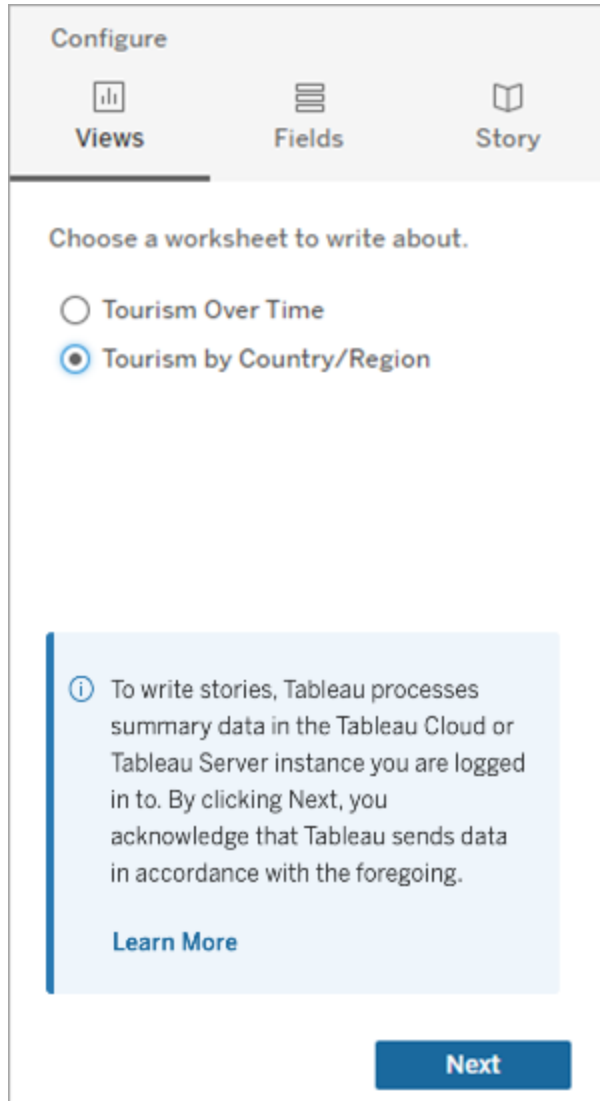 Configure
Views
Fields
Story
Choose a worksheet to write about.
Tourism Over Time
Tourism by Country/Region
To write stories, Tableau processes
summary data in the Tableau Cloud or
Tableau Server instance you are logged
in to. By clicking Next, you
acknowledge that Tableau sends data
in accordance with the foregoing.
Learn More
Next